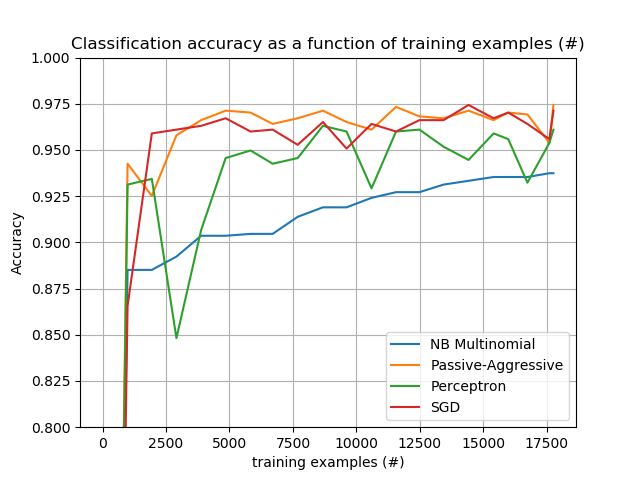 Classification accuracy as a function of training examples (#)
1.000
0.975
0.950
0.925
0.900
0.875
0.850
0.825
0.800
Accuracy
NB Multinomial
Passive-Aggressive
Perceptron
SGD
0 2500 5000 7500 10000 12500 15000 17500
training examples (#)